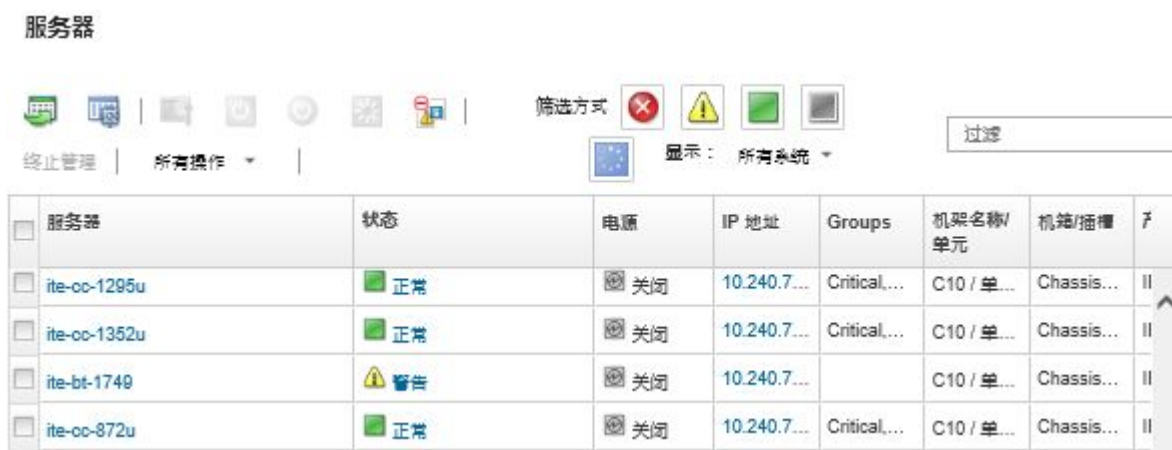 服务器
筛选方式
过滤
终止管理 所有操作 显示： 所有系统
服务器 状态 电源 IP 地址 Groups 机架名称/ 机箱/插槽
单元
ite-cc-1295u 正常 关闭 10.240.7.... Critical,... C10 / 单... Chassis...
ite-cc-1352u 正常 关闭 10.240.7.... Critical,... C10 / 单... Chassis...
ite-bt-1749 警告 关闭 10.240.7.... C10 / 单... Chassis...
ite-cc-872u 正常 关闭 10.240.7.... Critical,... C10 / 单... Chassis...